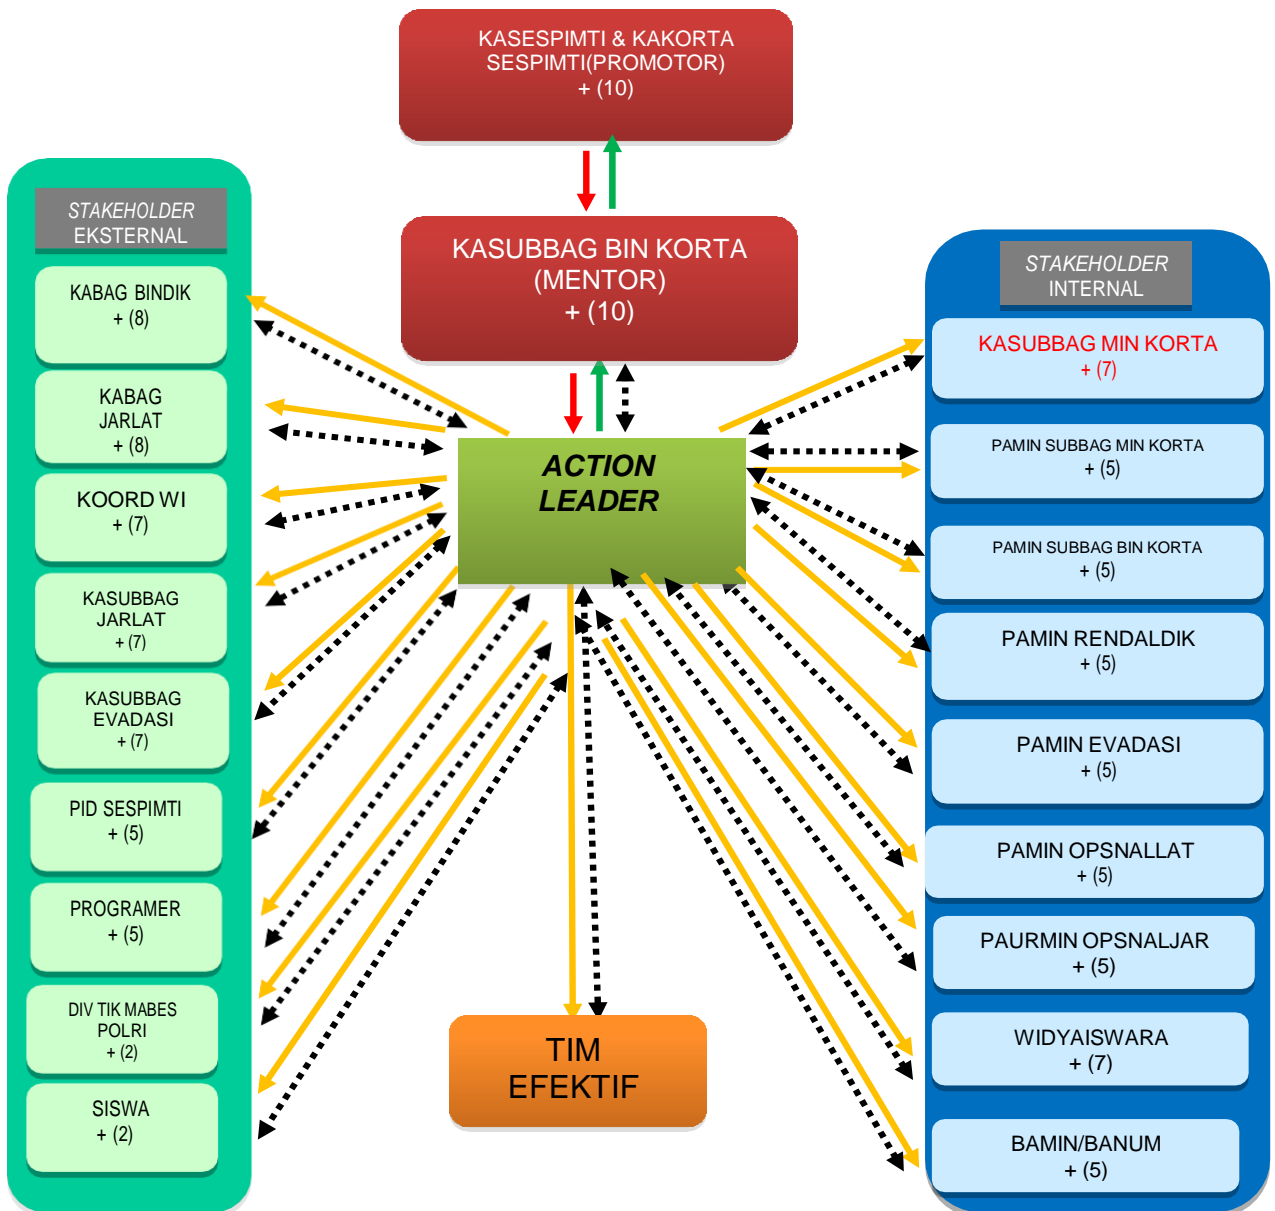 KASESPIMTI & KAKORTA
SESPIMTI(PROMOTOR)
+ (10)
KASUBBAG BIN KORTA
(MENTOR)
+ (10)
STAKEHOLDER
EKSTERNAL
KABAG BINDIK
+ (8)
KABAG
JARLAT
+ (8)
KOORD WI
+ (7)
KASUBBAG
JARLAT
+ (7)
KASUBBAG
EVADASI
+ (7)
PID SESPIMTI
+ (5)
PROGRAMER
+ (5)
DIV TIK MABES
POLRI
+ (2)
SISWA
+ (2)
ACTION
LEADER
TIM
EFEKTIF
STAKEHOLDER
INTERNAL
KASUBBAG MIN KORTA
+ (7)
PAMIN SUBBAG MIN KORTA
+ (5)
PAMIN SUBBAG BIN KORTA
+ (5)
PAMIN RENDALDIK
+ (5)
PAMIN EVADASI
+ (5)
PAMIN OPSNALLAT
+ (5)
PAURMIN OPSNALJAR
+ (5)
WIDYAISWARA
+ (7)
BAMIN/BANUM
+ (5)